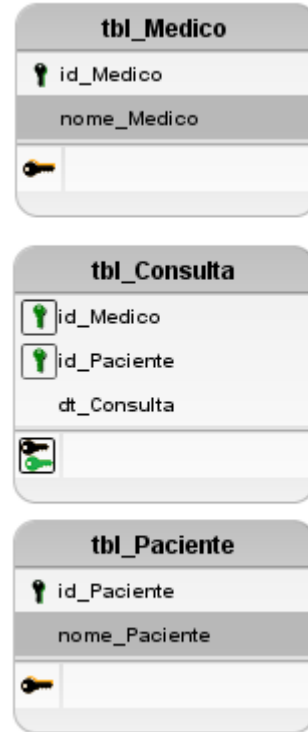 tbl_Medico
id_Medico
nome_Medico
tbl_Consulta
id_Medico
id_Paciente
dt_Consulta
tbl_Paciente
id_Paciente
nome_Paciente